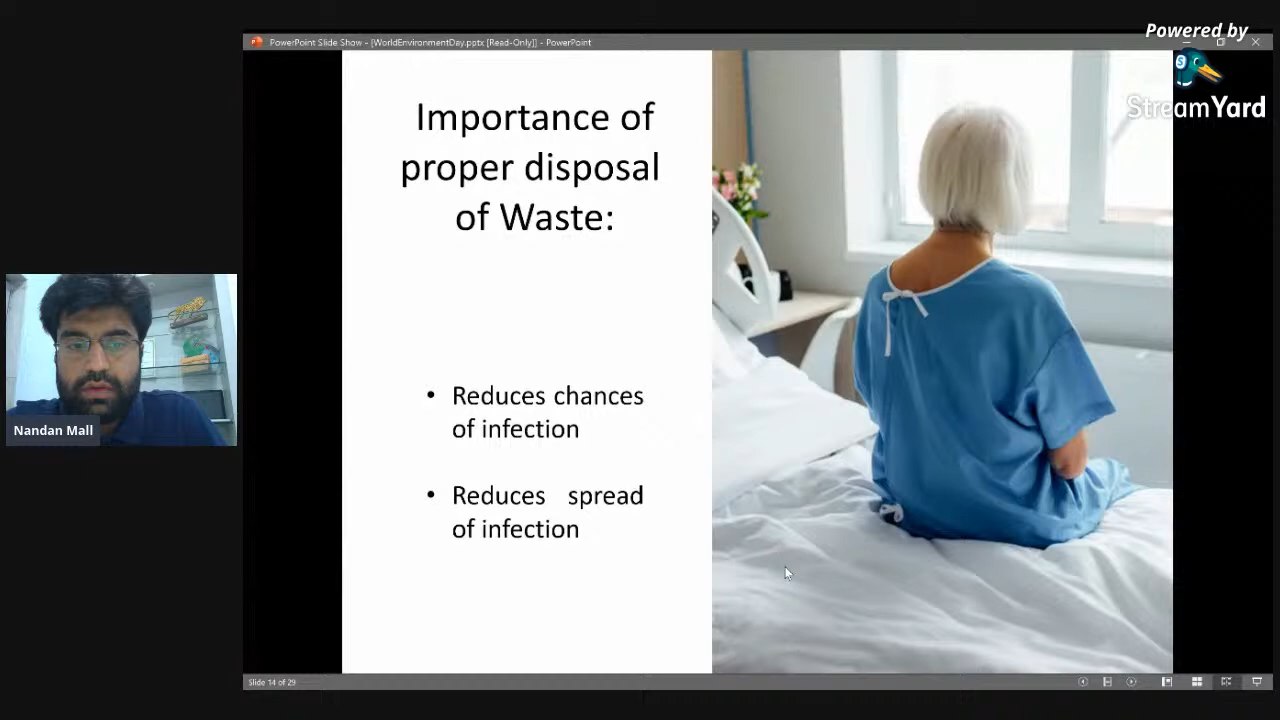 Powered by
StreamYard
PowerPoint Slide Show - [WorldEnvironmentDay.pptx [Read-Only]] - PowerPoint
Importance of
proper disposal
of Waste:
• Reduces chances
of infection
• Reduces spread
of infection
Nandan Mall
Slide 14 of 29